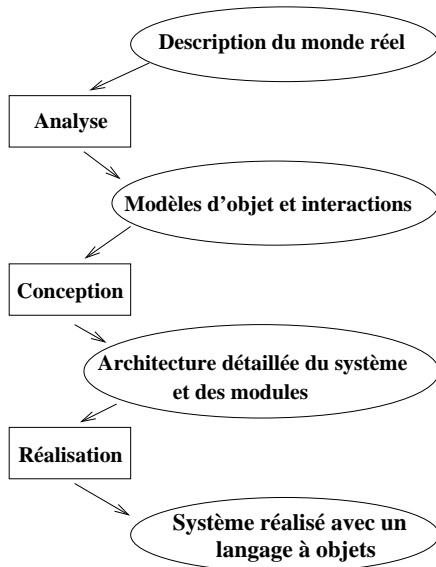 Description du monde réel
Analyse
Modèles d'objet et interactions
Conception
Architecture détaillée du système
et des modules
Réalisation
Système réalisé avec un
langage à objets